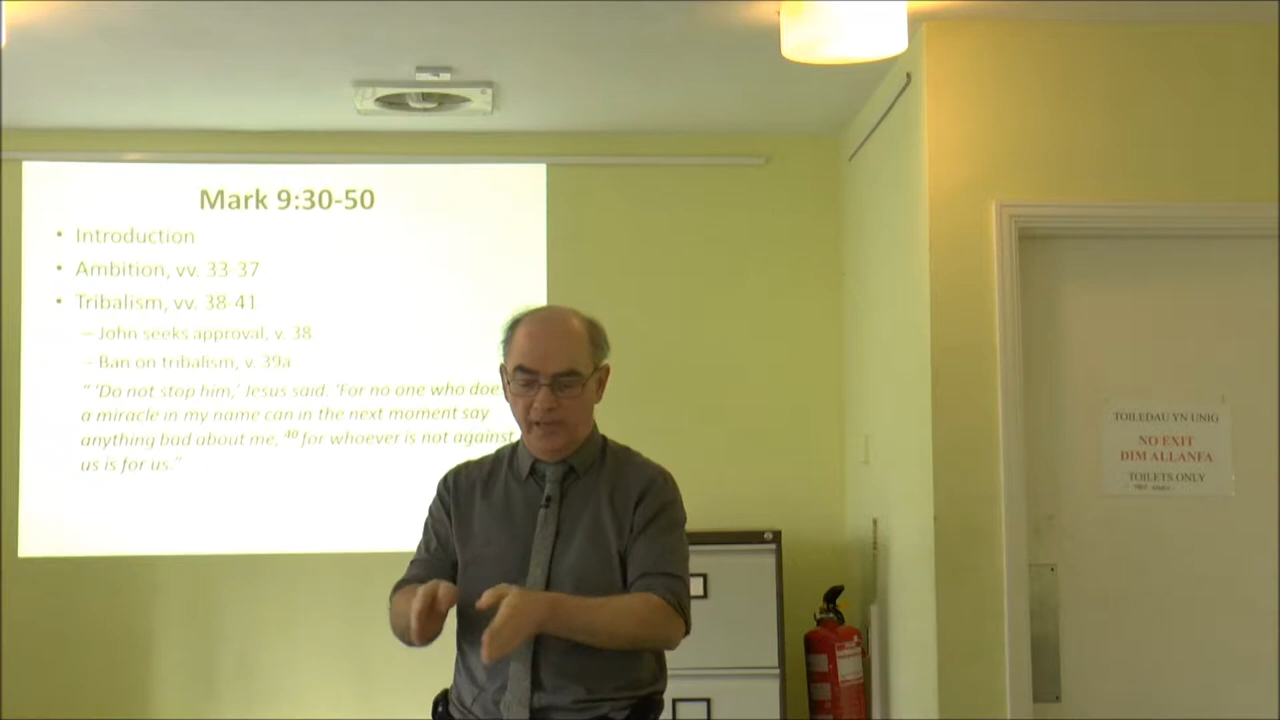 Mark 9:30-50
• Introduction
• Ambition, vv. 33-37
• Tribalism, vv. 38-41
– John seeks approval, v. 38
– Ban on tribalism, v. 39a
“ ‘Do not stop him,’ Jesus said. ‘For no one who does
a miracle in my name can in the next moment say
anything bad about me, 40 for whoever is not against
us is for us.”
TOILEDAU YN UNIG
NO EXIT
DIM ALLANFA
TOILETS ONLY